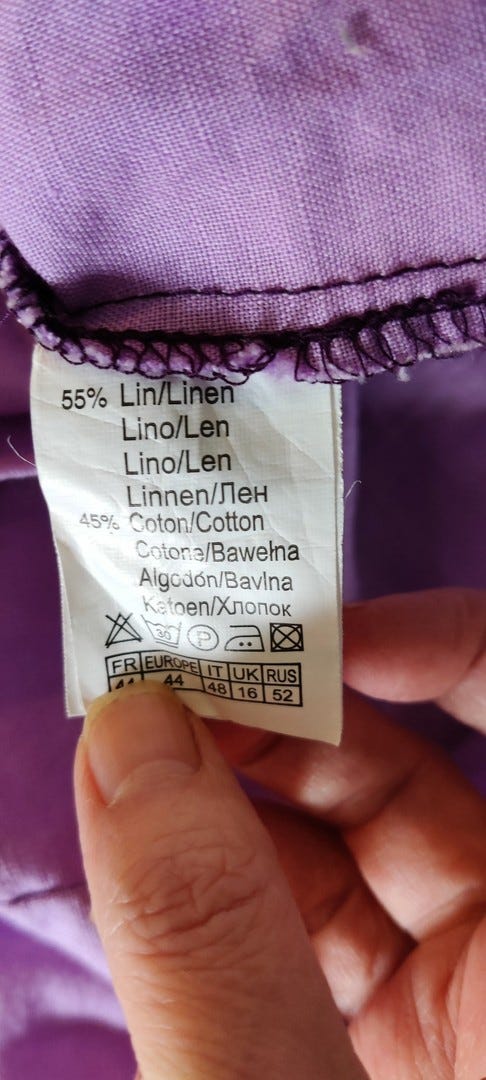 55% Lin/Linen
Lino/Len
Lino/Len
Linnen/Лен
45% Coton/Cotton
Cotone/Bawełna
Algodón/Bavlna
Katoen/Хлопок
30 P
FR EUROPE IT UK RUS
44 44 48 16 52